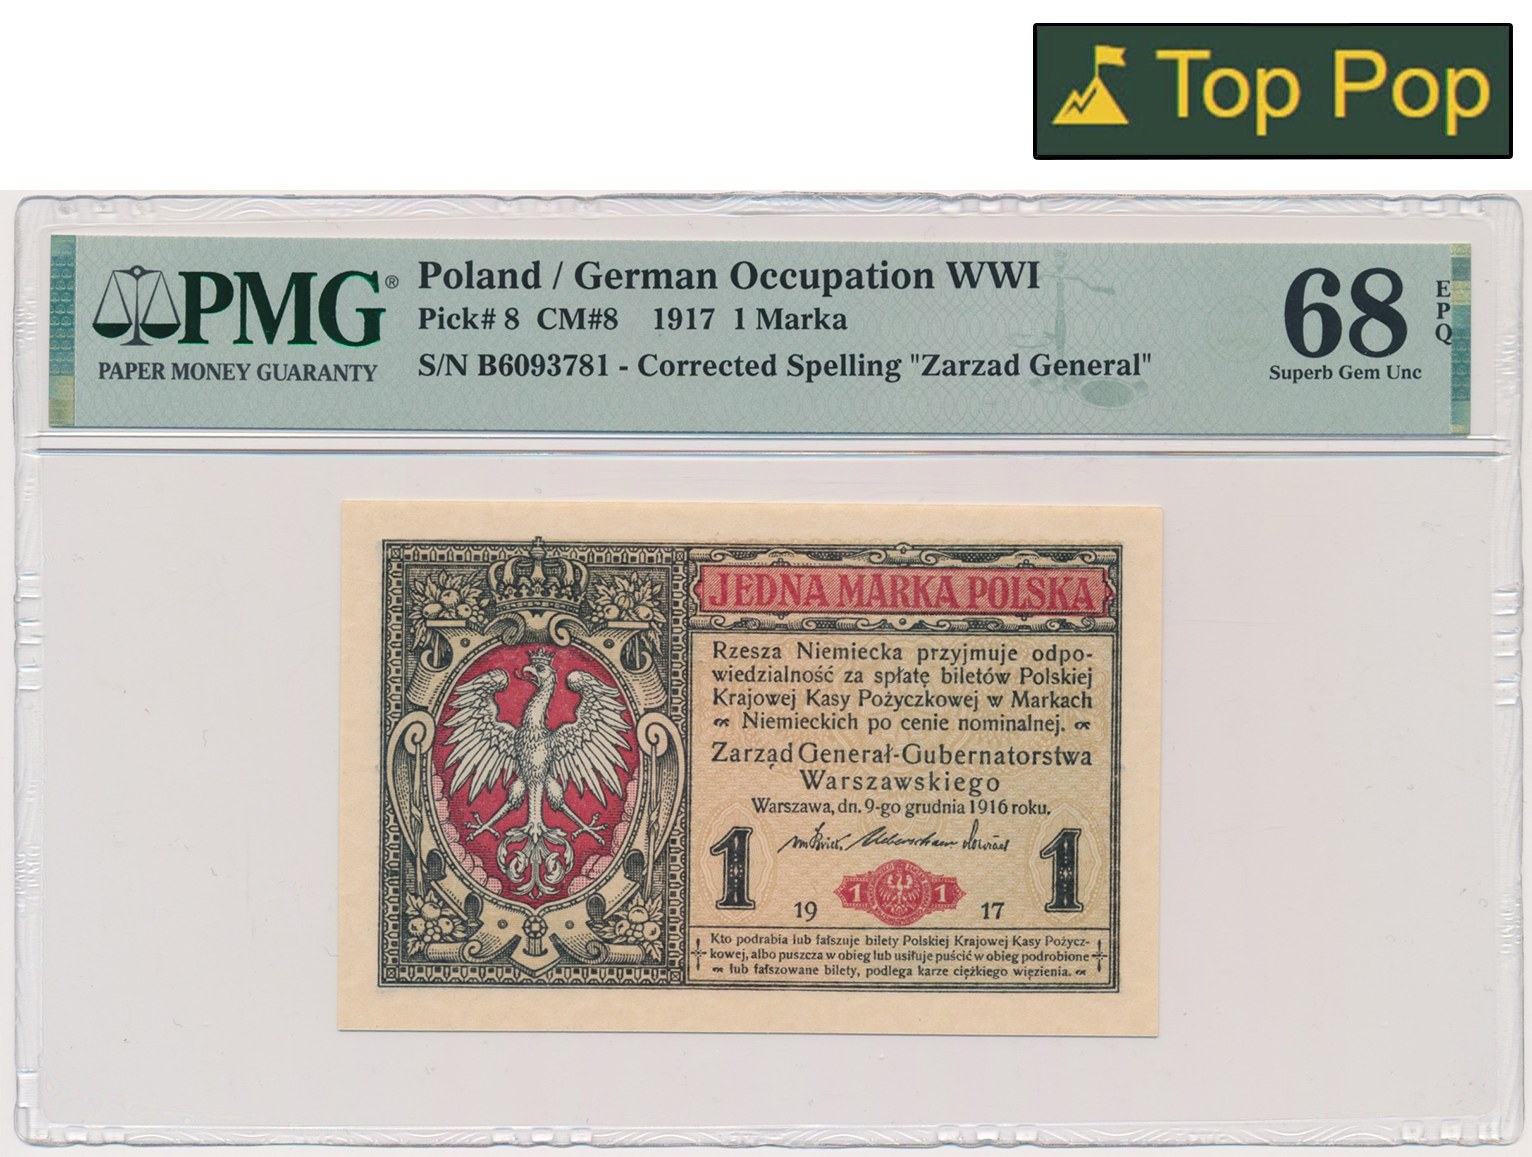 Top Pop
PMG®
PAPER MONEY GUARANTY
Poland / German Occupation WWI
Pick# 8 CM#8 1917 1 Marka
S/N B6093781 - Corrected Spelling "Zarzad General"
68
EPQ
Superb Gem Unc
JEDNA MARKA POLSKA
Rzesza Niemiecka przyjmuje odpo-
wiedzialność za spłatę biletów Polskiej
Krajowej Kasy Pożyczkowej w Markach
Niemieckich po cenie nominalnej.
Zarząd Generał-Gubernatorstwa
Warszawskiego
Warszawa, dn. 9-go grudnia 1916 roku.
1 1
1 1
19 17
Kto podrabia lub fałszuje bilety Polskiej Krajowej Kasy Pożycz-
kowej, albo puszcza w obieg lub usiłuje puścić w obieg podrobione
lub fałszowane bilety, podlega karze ciężkiego więzienia.